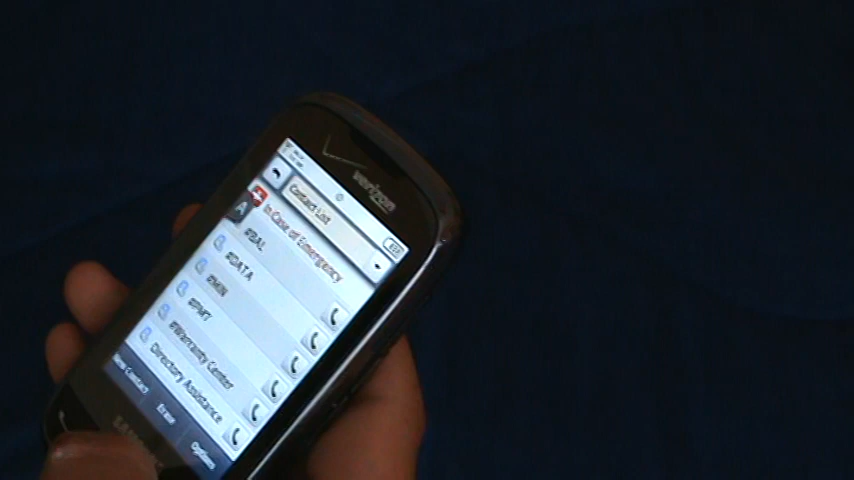 verizon
Contact List
In Case of Emergency
A
#BAL
#DATA
#MIN
#PMT
#Warranty Center
Directory Assistance
New Contact
Erase
Options